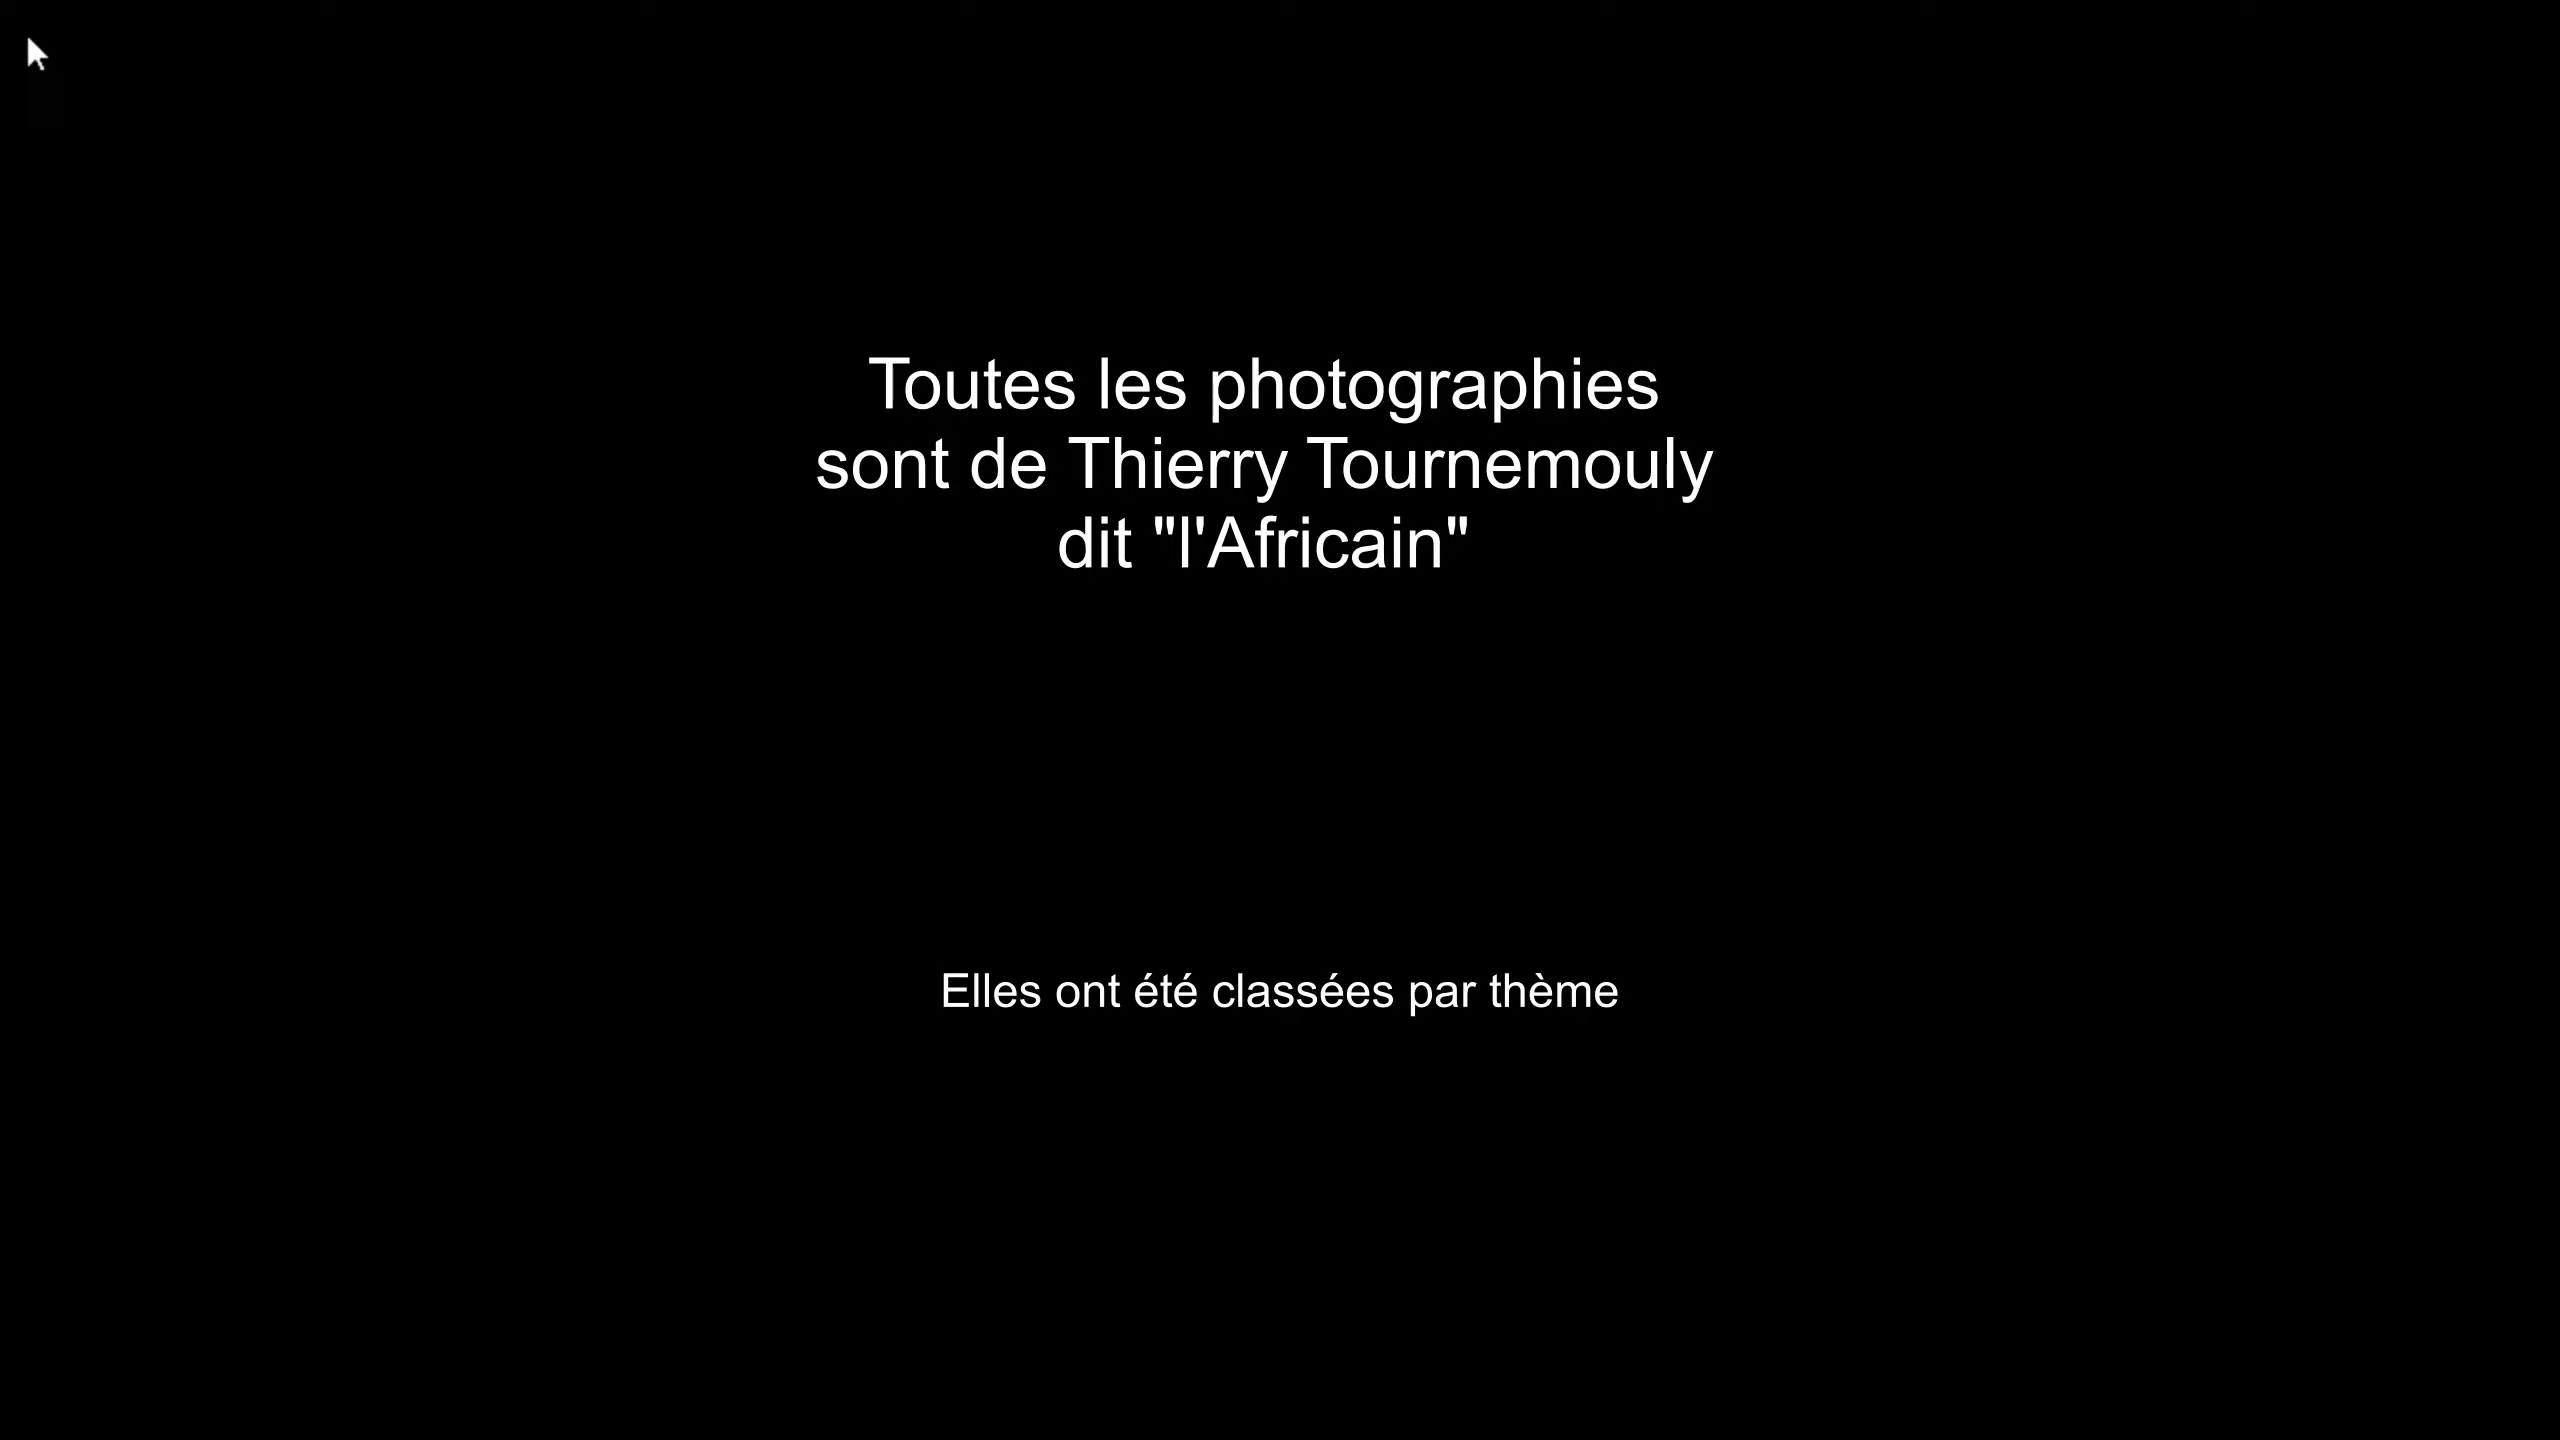 Toutes les photographies
sont de Thierry Tournemouly
dit "l'Africain"
Elles ont été classées par thème